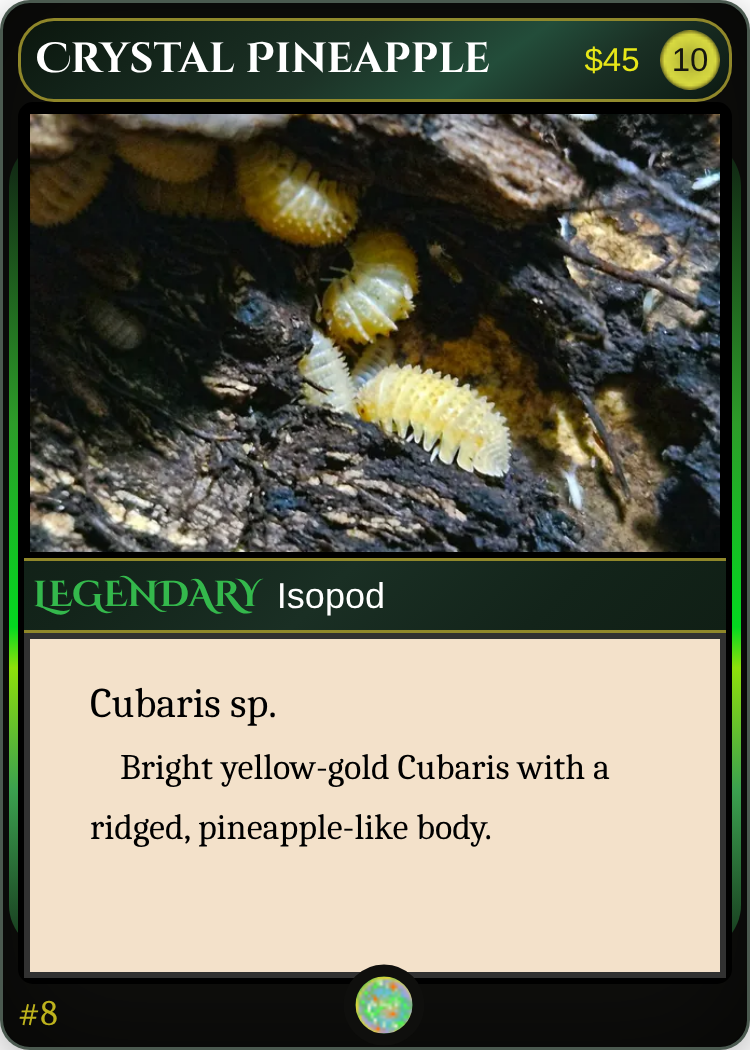 Crystal Pineapple $45 10
Legendary Isopod
Cubaris sp.
Bright yellow-gold Cubaris with a
ridged, pineapple-like body.
#8